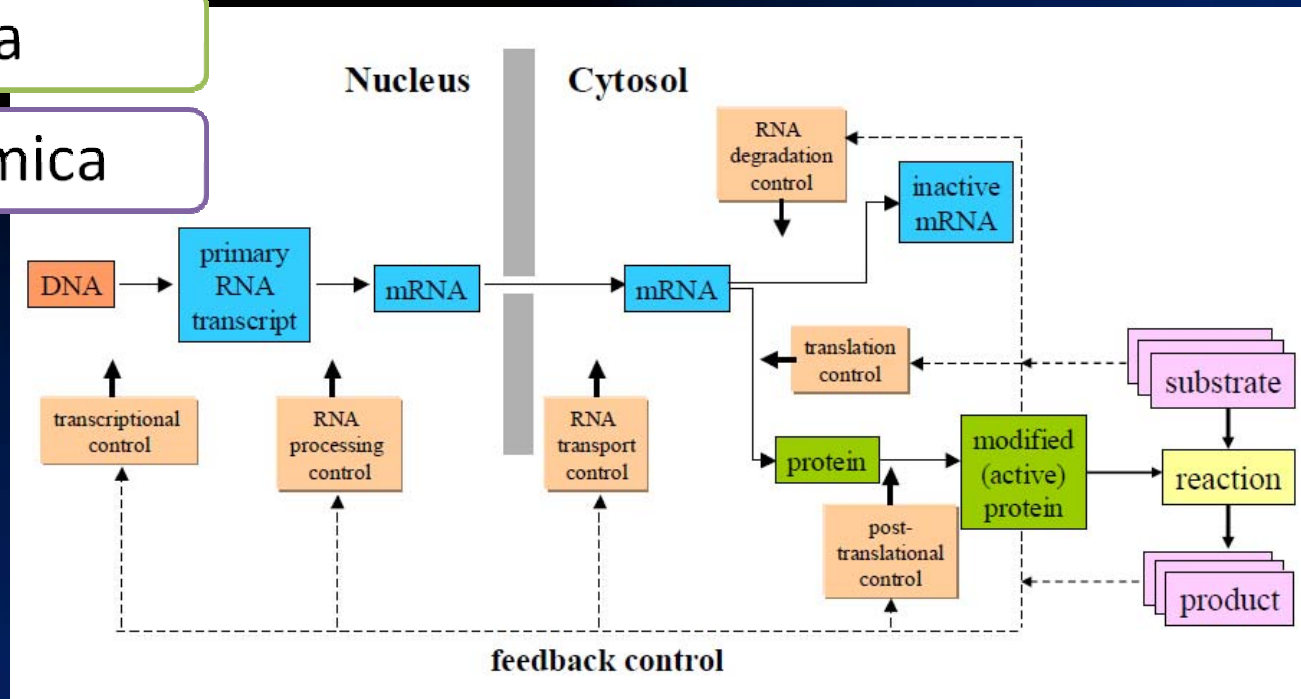 a
mica
Nucleus
Cytosol
RNA
degradation
control
inactive
mRNA
DNA
primary
RNA
transcript
mRNA
mRNA
translation
control
substrate
transcriptional
control
RNA
processing
control
RNA
transport
control
protein
modified
(active)
protein
reaction
post-
translational
control
product
feedback control